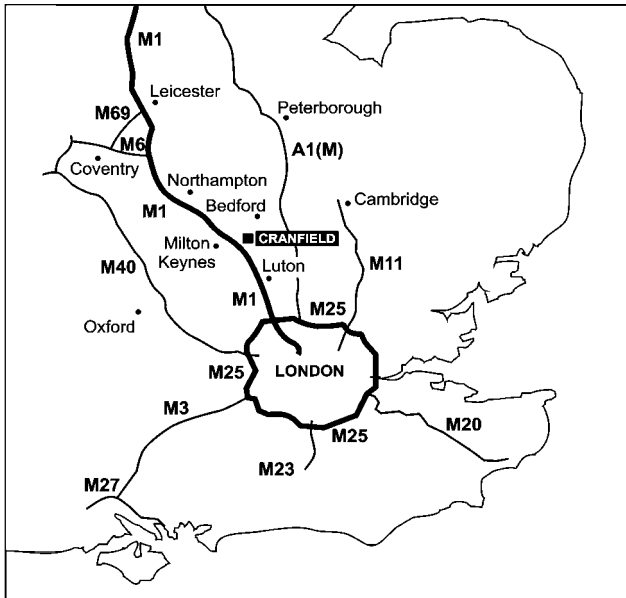 M1
Leicester
M69
Peterborough
M6
A1(M)
Coventry
Northampton
Cambridge
M1
Bedford
CRANFIELD
Milton
Keynes
M40
M11
Luton
M1
M25
Oxford
M25
LONDON
M3
M25
M20
M23
M27